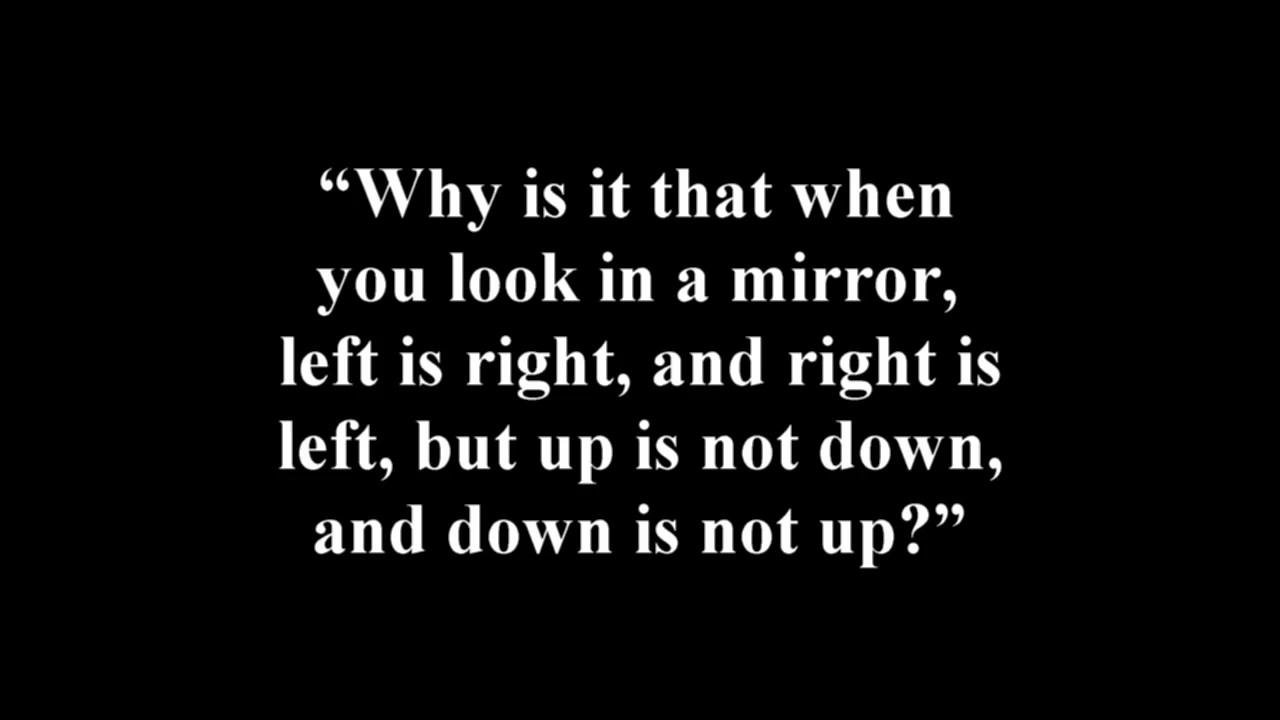 “Why is it that when
you look in a mirror,
left is right, and right is
left, but up is not down,
and down is not up?”